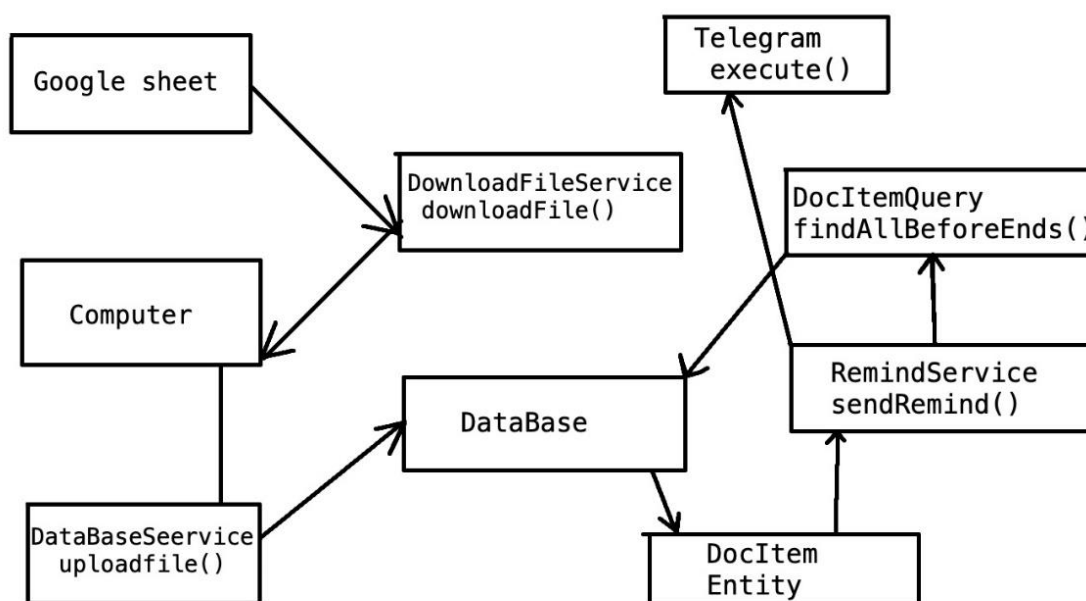 Google sheet
Telegram
execute()
DownloadFileService
downloadFile()
DocItemQuery
findAllBeforeEnds()
Computer
RemindService
sendRemind()
DataBase
DataBaseSeervice
uploadfile()
DocItem
Entity